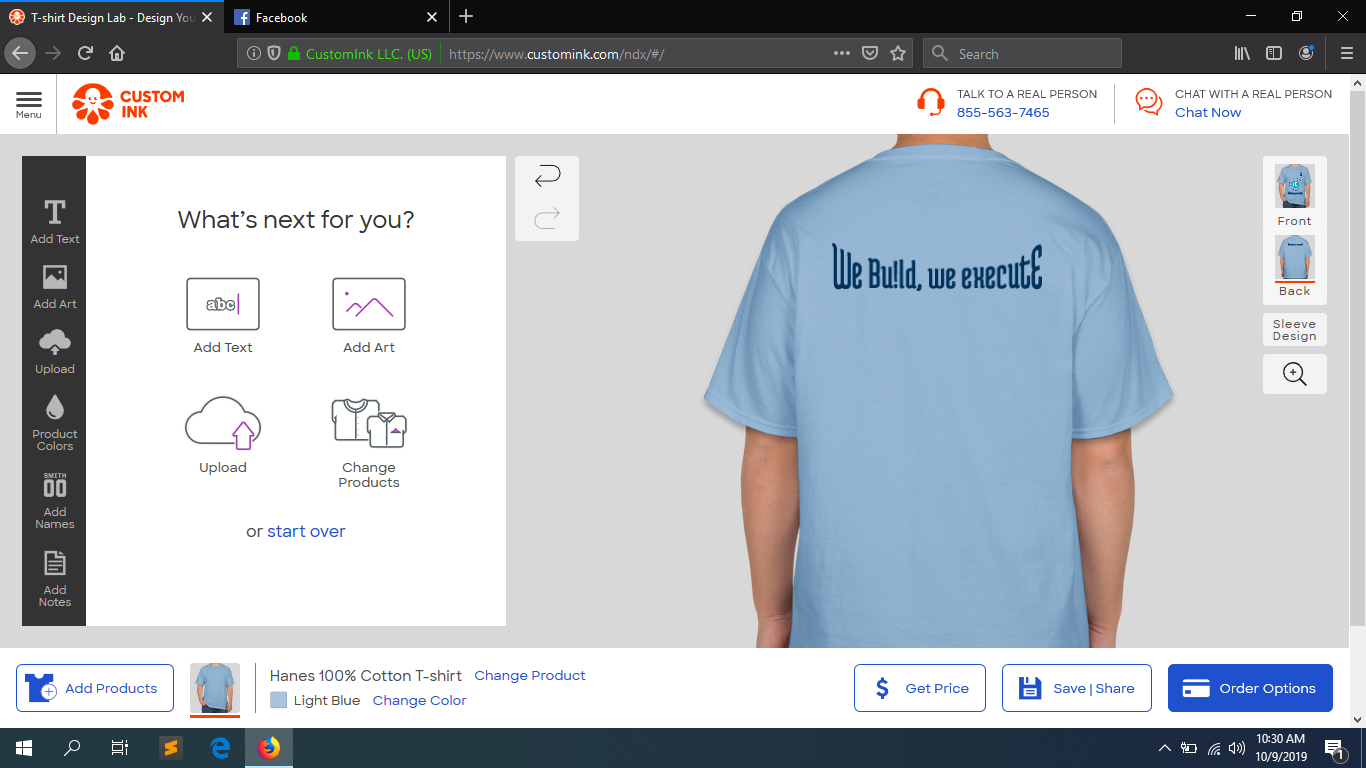 T-shirt Design Lab - Design You
Facebook
CustomInk LLC. (US)
https://www.customink.com/ndx/#/
Search
Menu
CUSTOM
INK
TALK TO A REAL PERSON
855-563-7465
CHAT WITH A REAL PERSON
Chat Now
Add Text
Add Art
Upload
Product
Colors
SMITH
00
Add
Names
Add
Notes
What's next for you?
abc
Add Text
Add Art
Upload
Change
Products
or start over
We Build, we execute
Front
Back
Sleeve
Design
Add Products
Hanes 100% Cotton T-shirt
Change Product
Light Blue
Change Color
$ Get Price
Save | Share
Order Options
10:30 AM
10/9/2019
1